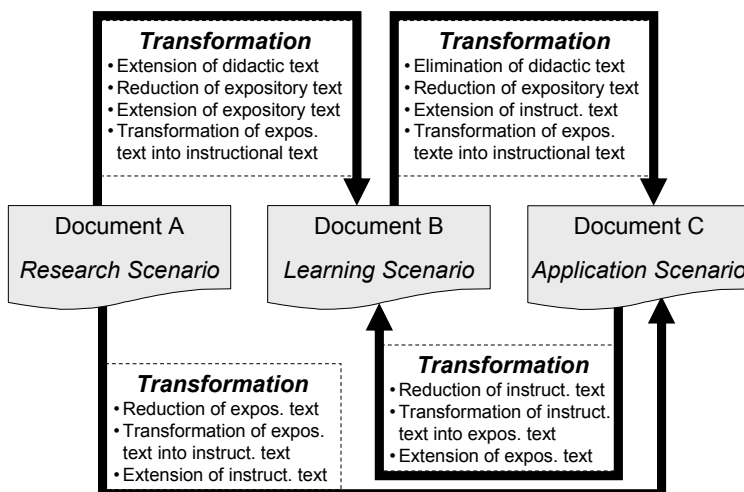 Transformation
• Extension of didactic text
• Reduction of expository text
• Extension of expository text
• Transformation of expos.
text into instructional text
Transformation
• Elimination of didactic text
• Reduction of expository text
• Extension of instruct. text
• Transformation of expos.
texte into instructional text
Document A
Research Scenario
Document B
Learning Scenario
Document C
Application Scenario
Transformation
• Reduction of expos. text
• Transformation of expos.
text into instruct. text
• Extension of instruct. text
Transformation
• Reduction of instruct. text
• Transformation of instruct.
text into expos. text
• Extension of expos. text